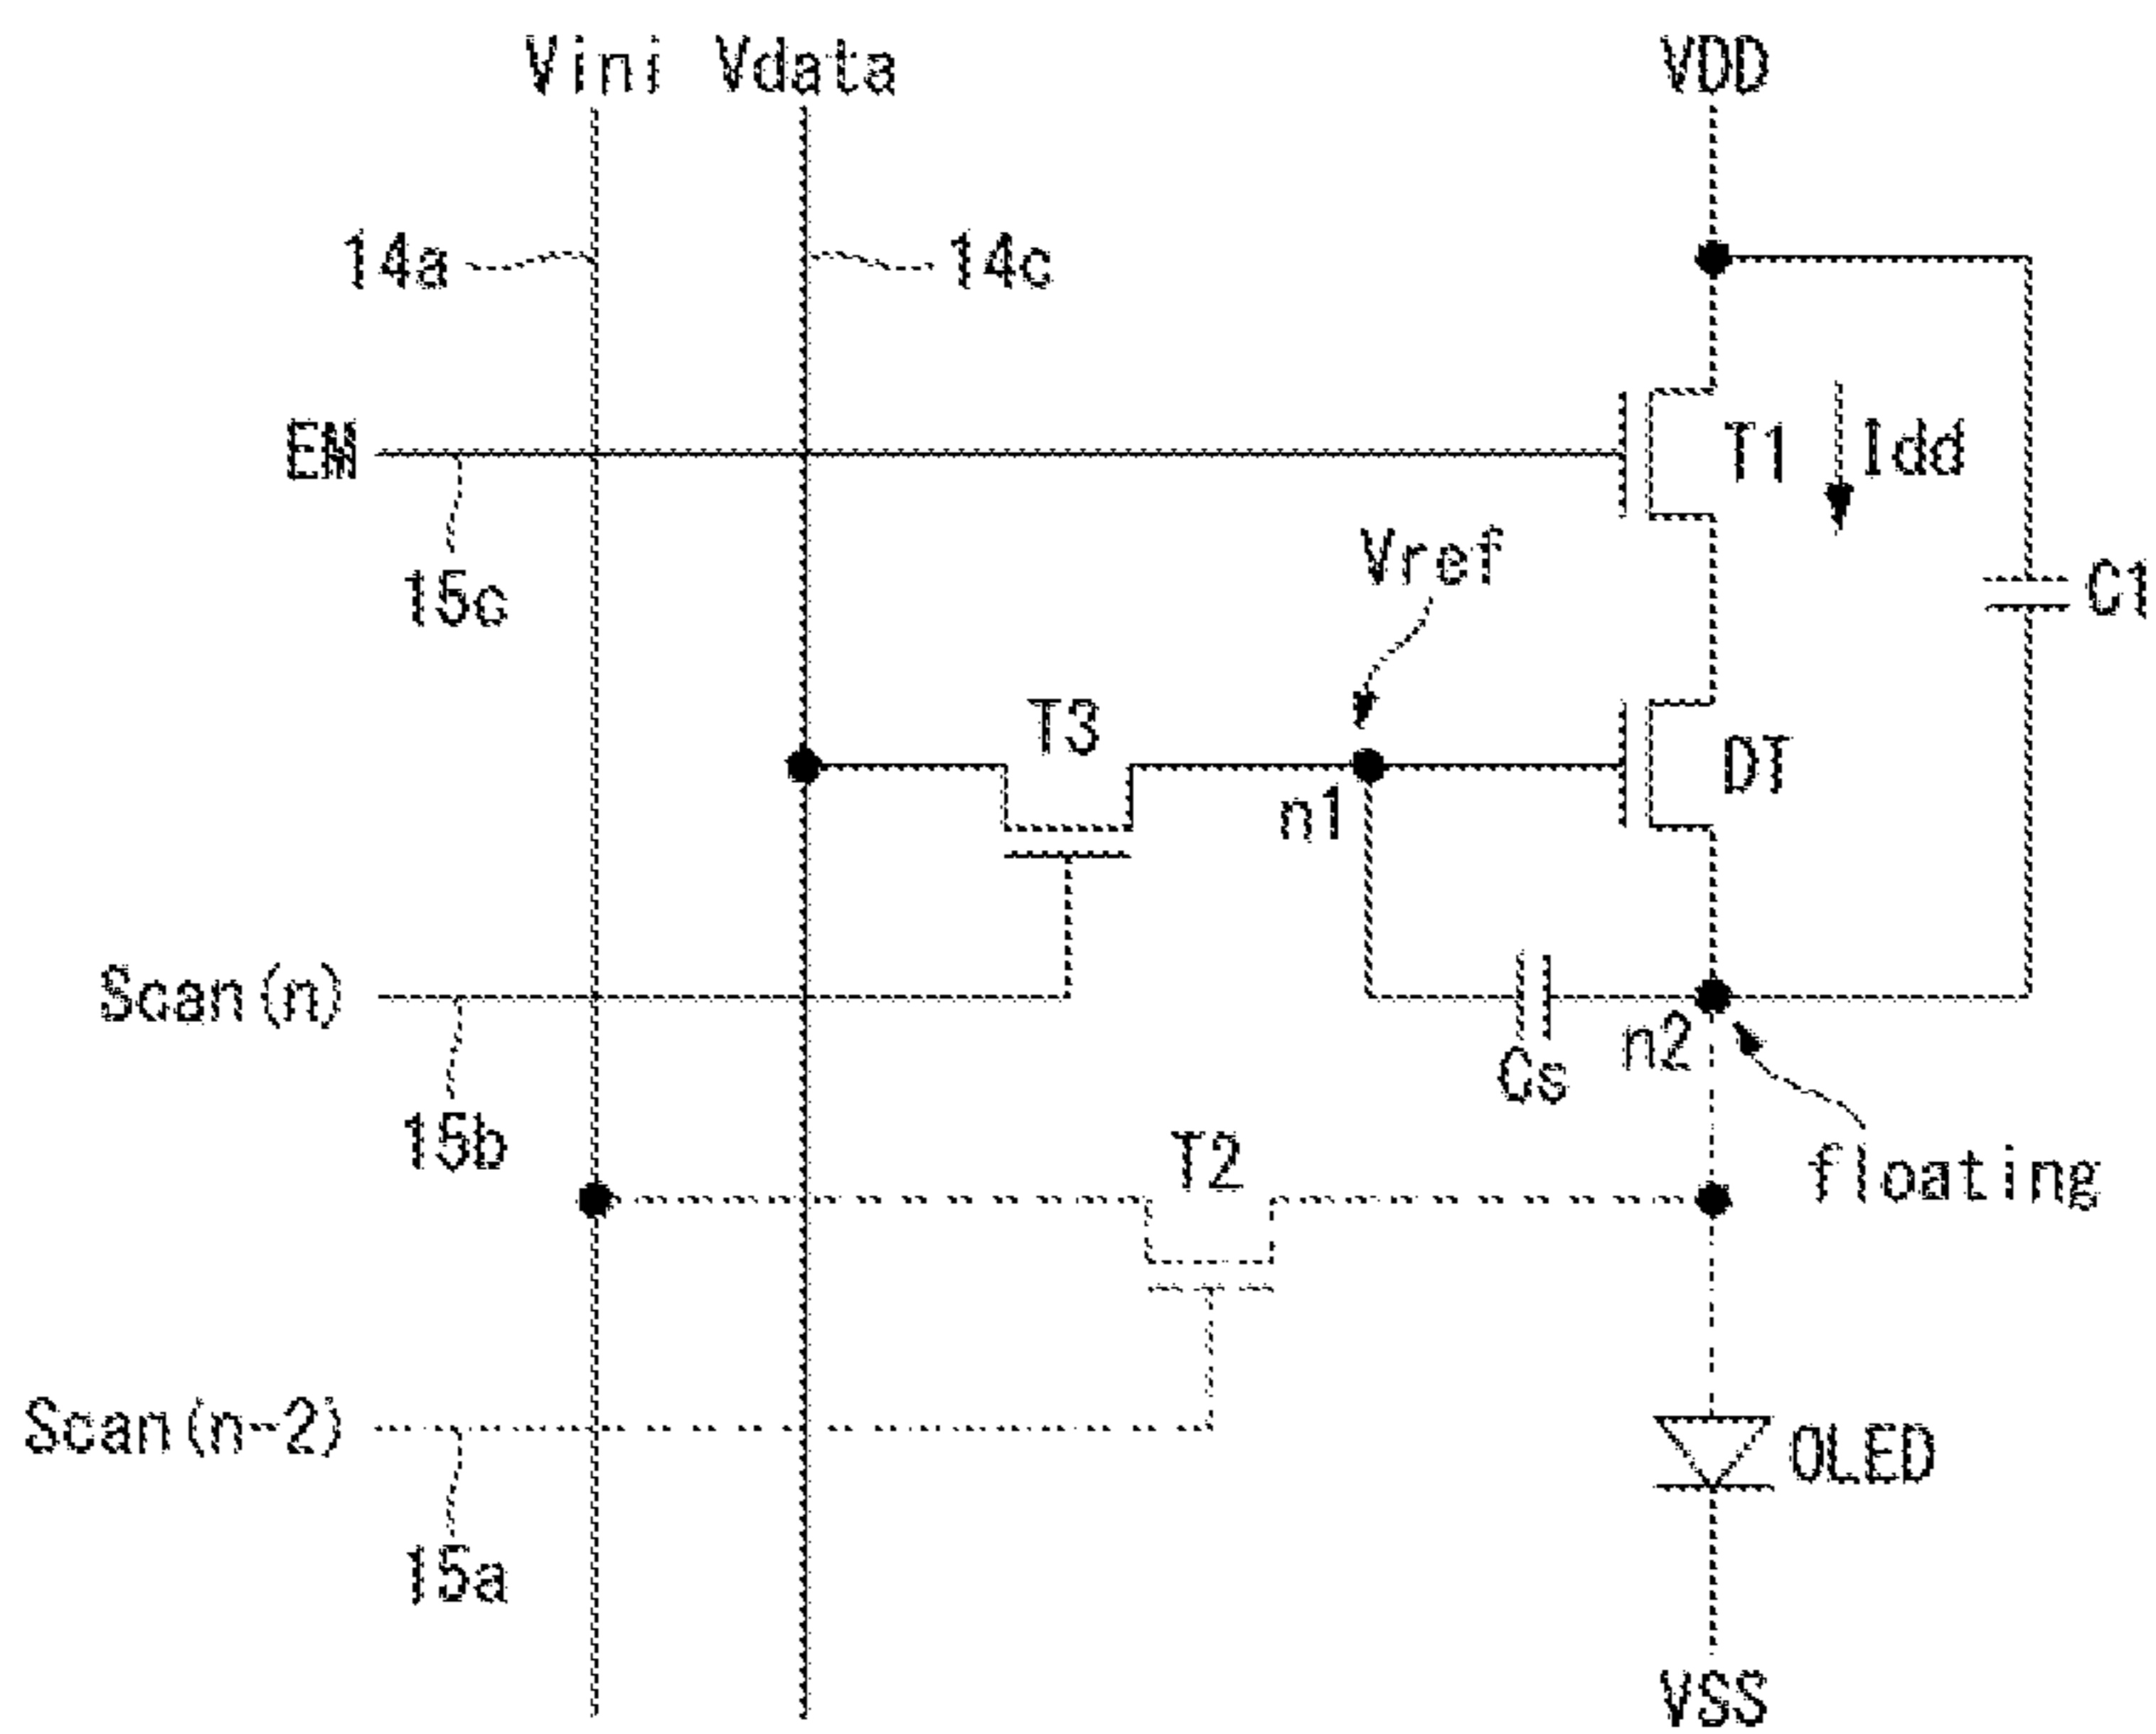 Vini Vdata VDD
14a 14c
EM T1 Idd
Vref
15c C1
T3
DT
n1
Scan(n)
n2
Cs
15b T2
floating
Scan(n-2) OLED
15a
VSS